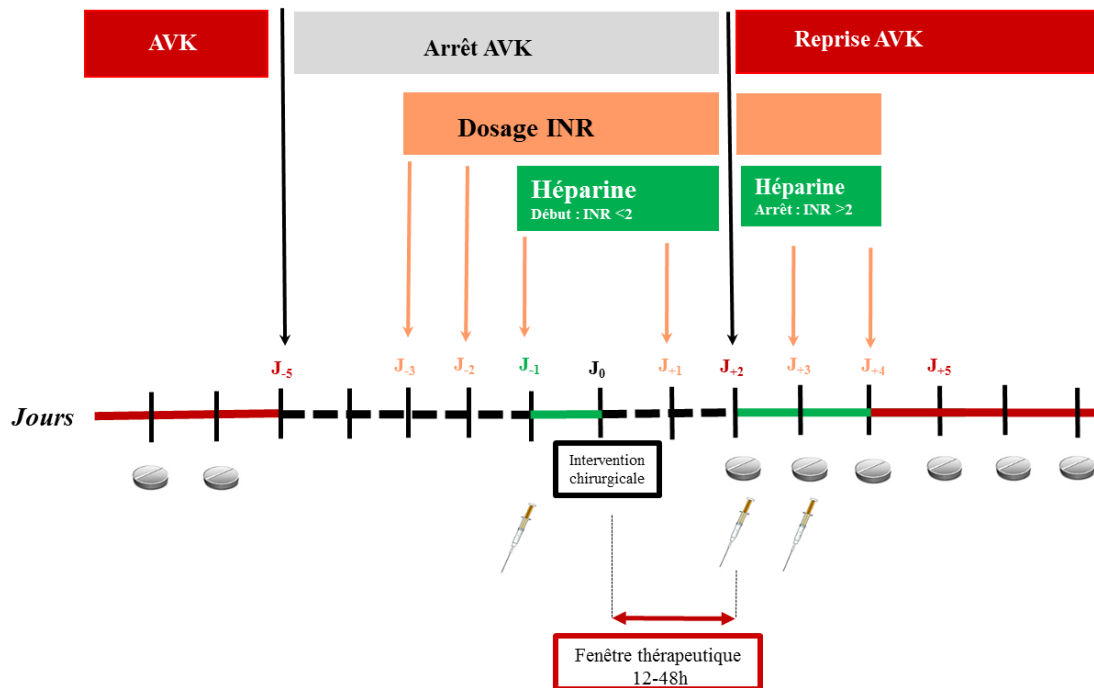 AVK
Arrêt AVK
Reprise AVK
Dosage INR
Héparine
Début : INR <2
Héparine
Arrêt : INR >2
J-5
J-3
J-2
J-1
J0
J+1
J+2
J+3
J+4
J+5
Jours
Intervention
chirurgicale
Fenêtre thérapeutique
12-48h